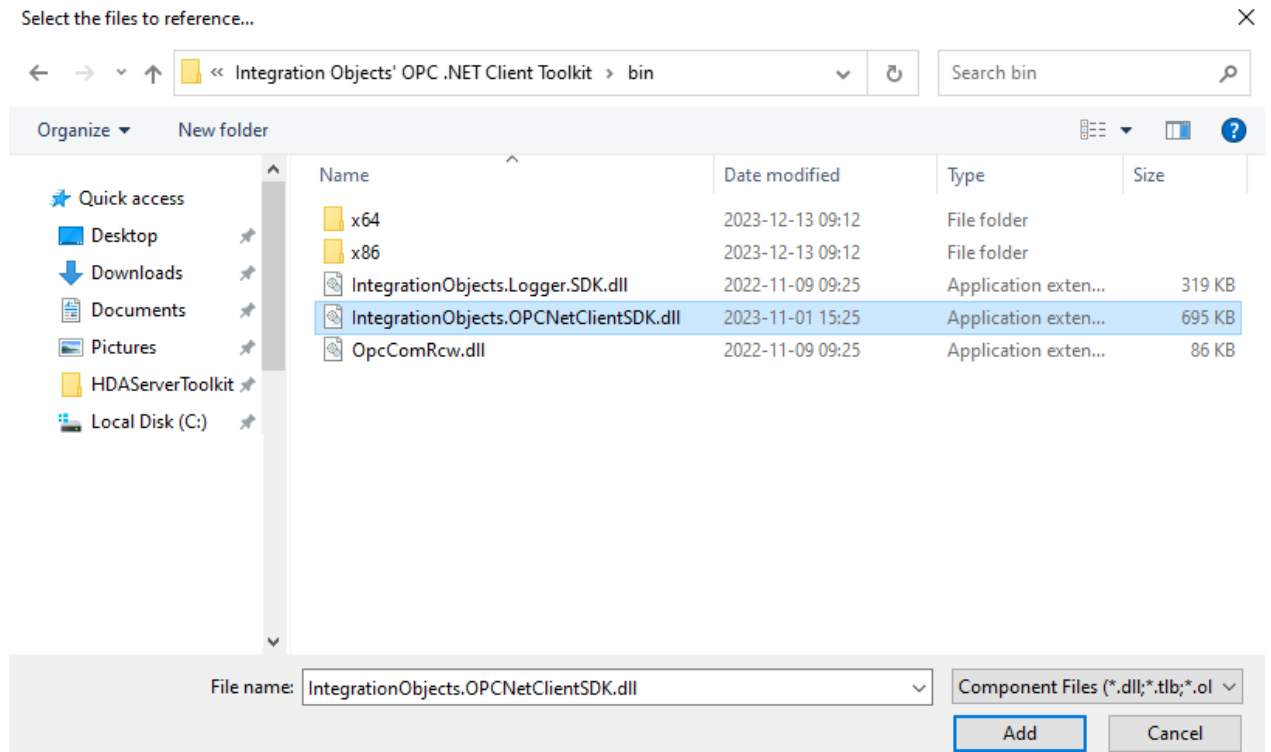 Select the files to reference...
« Integration Objects' OPC .NET Client Toolkit › bin
Search bin
Organize
New folder
Name Date modified Type Size
Quick access
Desktop
Downloads
Documents
Pictures
HDAServerToolkit
Local Disk (C:)
x64 2023-12-13 09:12 File folder
x86 2023-12-13 09:12 File folder
IntegrationObjects.Logger.SDK.dll 2022-11-09 09:25 Application exten... 319 KB
IntegrationObjects.OPCNetClientSDK.dll 2023-11-01 15:25 Application exten... 695 KB
OpcComRcw.dll 2022-11-09 09:25 Application exten... 86 KB
File name: IntegrationObjects.OPCNetClientSDK.dll
Component Files (*.dll;*.tlb;*.ol
Add
Cancel